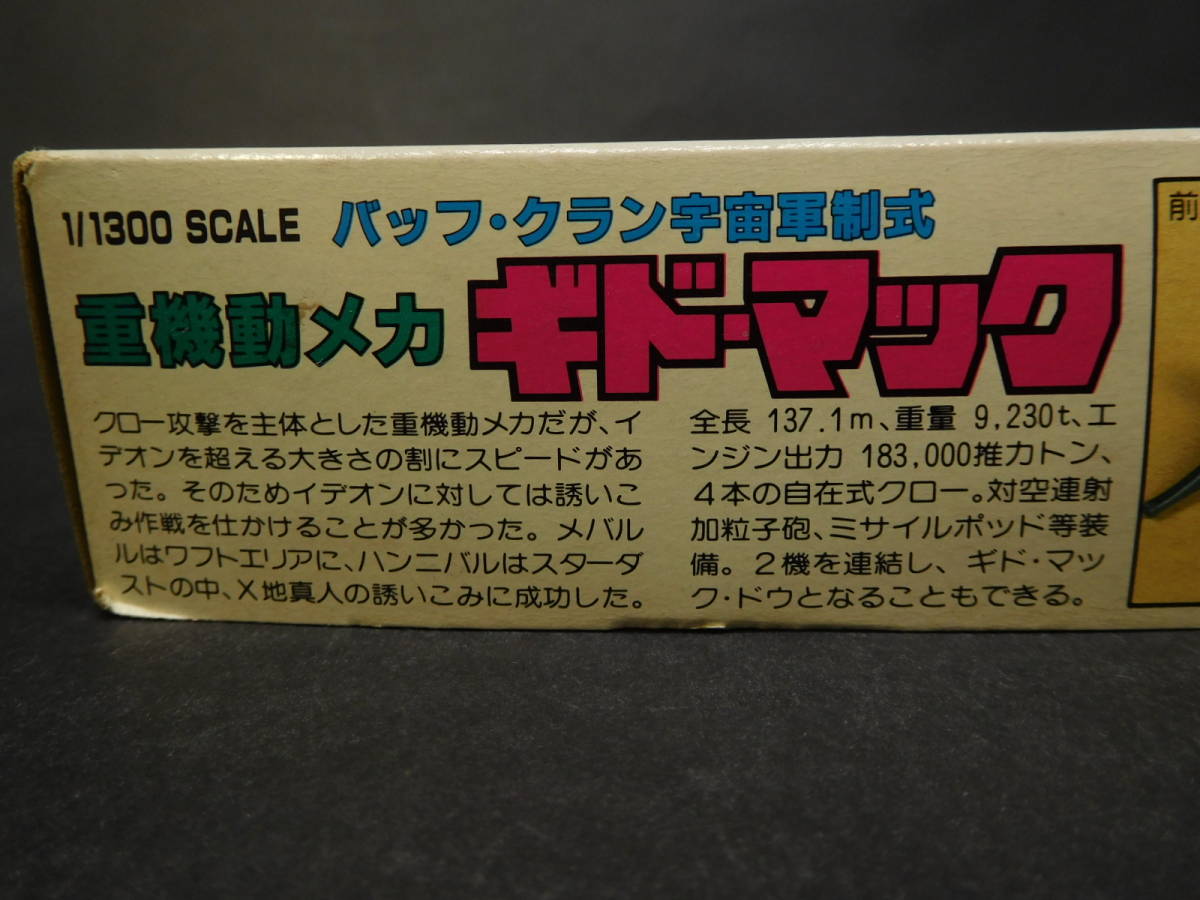 1/1300 SCALE バッフ・クラン宇宙軍制式
重機動メカ ギド・マック
クロー攻撃を主体とした重機動メカだが、イ
デオンを超える大きさの割にスピードがあ
った。そのためイデオンに対しては誘いこ
み作戦を仕かけることが多かった。メバル
ルはワフトエリアに、ハンニバルはスターダ
ストの中、X地真人の誘いこみに成功した。
全長 137.1m、重量 9,230t、エ
ンジン出力 183,000推力トン、
4本の自在式クロー。対空連射
加粒子砲、ミサイルポッド等装
備。2機を連結し、ギド・マッ
ク・ドウとなることもできる。
前